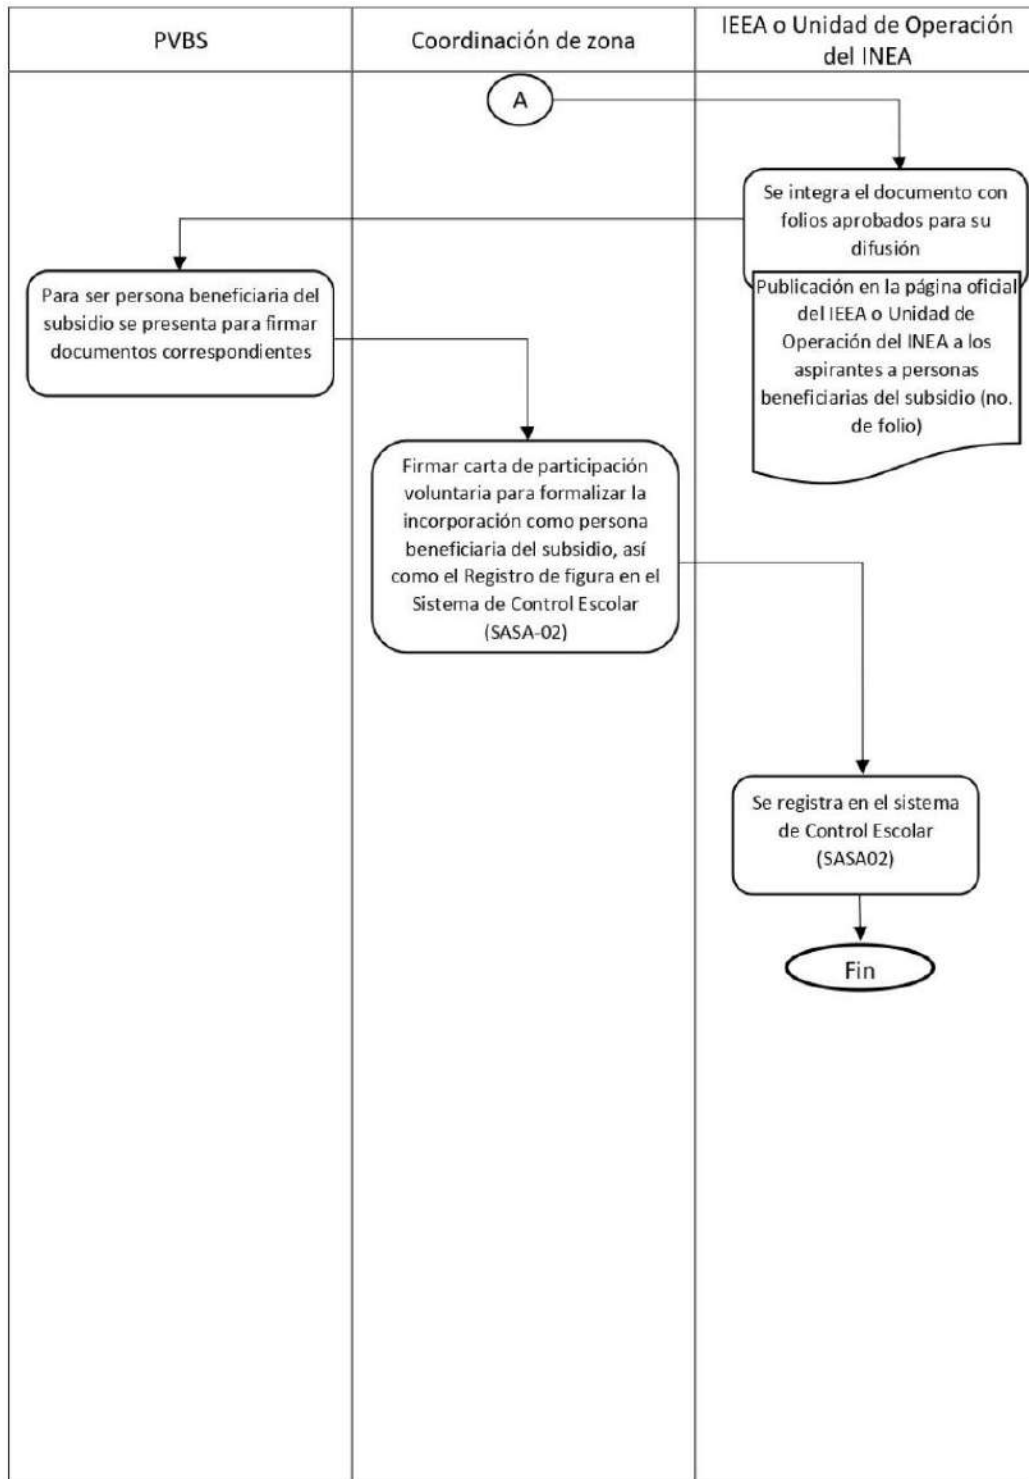 PVBS
Coordinación de zona
IEEA o Unidad de Operación
del INEA
A
Se integra el documento con
folios aprobados para su
difusión
Publicación en la página oficial
del IEEA o Unidad de
Operación del INEA a los
aspirantes a personas
beneficiarias del subsidio (no.
de folio)
Para ser persona beneficiaria del
subsidio se presenta para firmar
documentos correspondientes
Firmar carta de participación
voluntaria para formalizar la
incorporación como persona
beneficiaria del subsidio, así
como el Registro de figura en el
Sistema de Control Escolar
(SASA-02)
Se registra en el sistema
de Control Escolar
(SASA02)
Fin